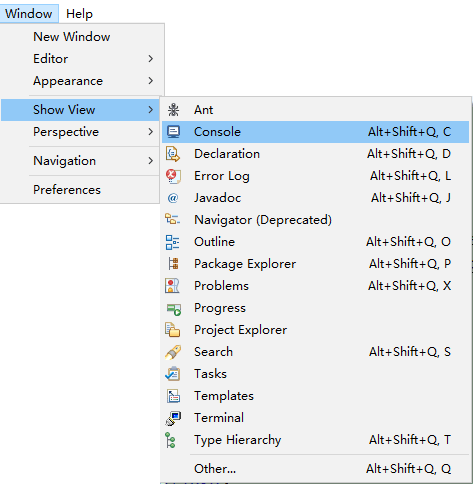 Window Help
New Window
Editor
Appearance
Show View
Perspective
Navigation
Preferences
Ant
Console Alt+Shift+Q, C
Declaration Alt+Shift+Q, D
Error Log Alt+Shift+Q, L
Javadoc Alt+Shift+Q, J
Navigator (Deprecated)
Outline Alt+Shift+Q, O
Package Explorer Alt+Shift+Q, P
Problems Alt+Shift+Q, X
Progress
Project Explorer
Search Alt+Shift+Q, S
Tasks
Templates
Terminal
Type Hierarchy Alt+Shift+Q, T
Other... Alt+Shift+Q, Q